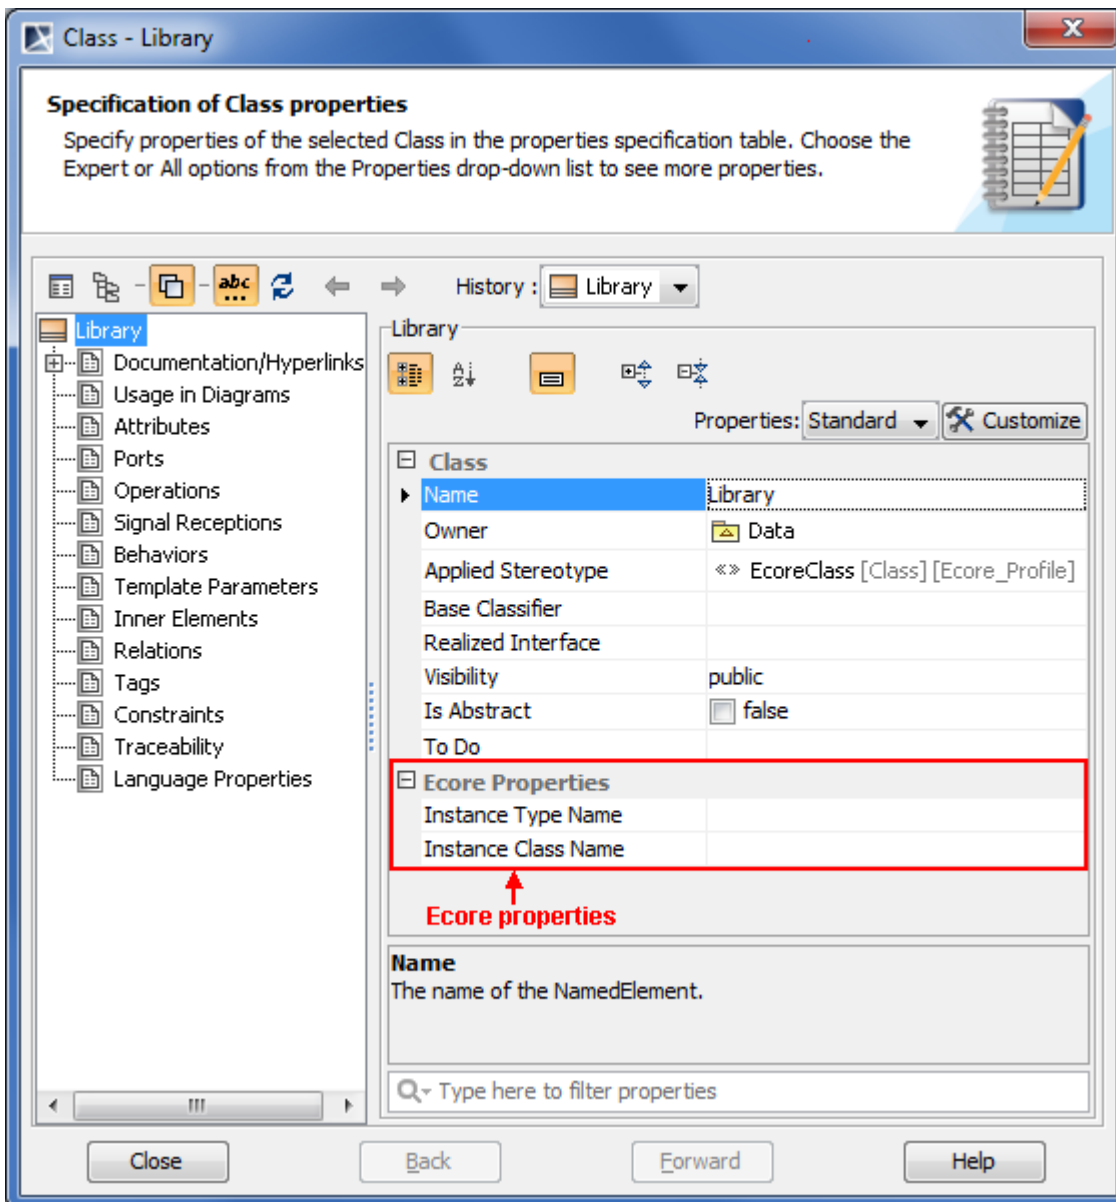 Class - Library
Specification of Class properties
Specify properties of the selected Class in the properties specification table. Choose the
Expert or All options from the Properties drop-down list to see more properties.
abc
History : Library
Library
Documentation/Hyperlinks
Usage in Diagrams
Attributes
Ports
Operations
Signal Receptions
Behaviors
Template Parameters
Inner Elements
Relations
Tags
Constraints
Traceability
Language Properties
Library
Properties: Standard Customize
Class
Name Library
Owner Data
Applied Stereotype «» EcoreClass [Class] [Ecore_Profile]
Base Classifier
Realized Interface
Visibility public
Is Abstract false
To Do
Ecore Properties
Instance Type Name
Instance Class Name
Ecore properties
Name
The name of the NamedElement.
Type here to filter properties
Close Back Forward Help